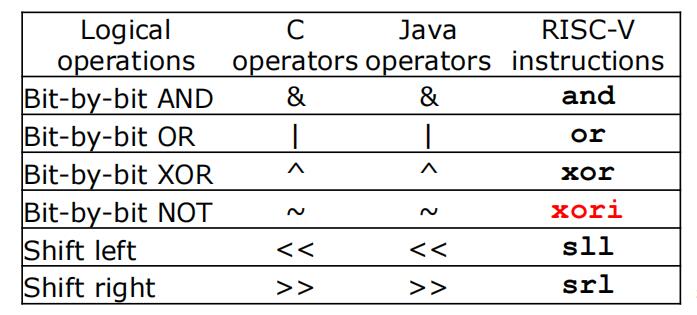 Logical operations	C operators	Java operators	RISC-V instructions
Bit-by-bit AND	&	&	and
Bit-by-bit OR	|	|	or
Bit-by-bit XOR	^	^	xor
Bit-by-bit NOT	~	~	xori
Shift left	<<	<<	sll
Shift right	>>	>>	srl